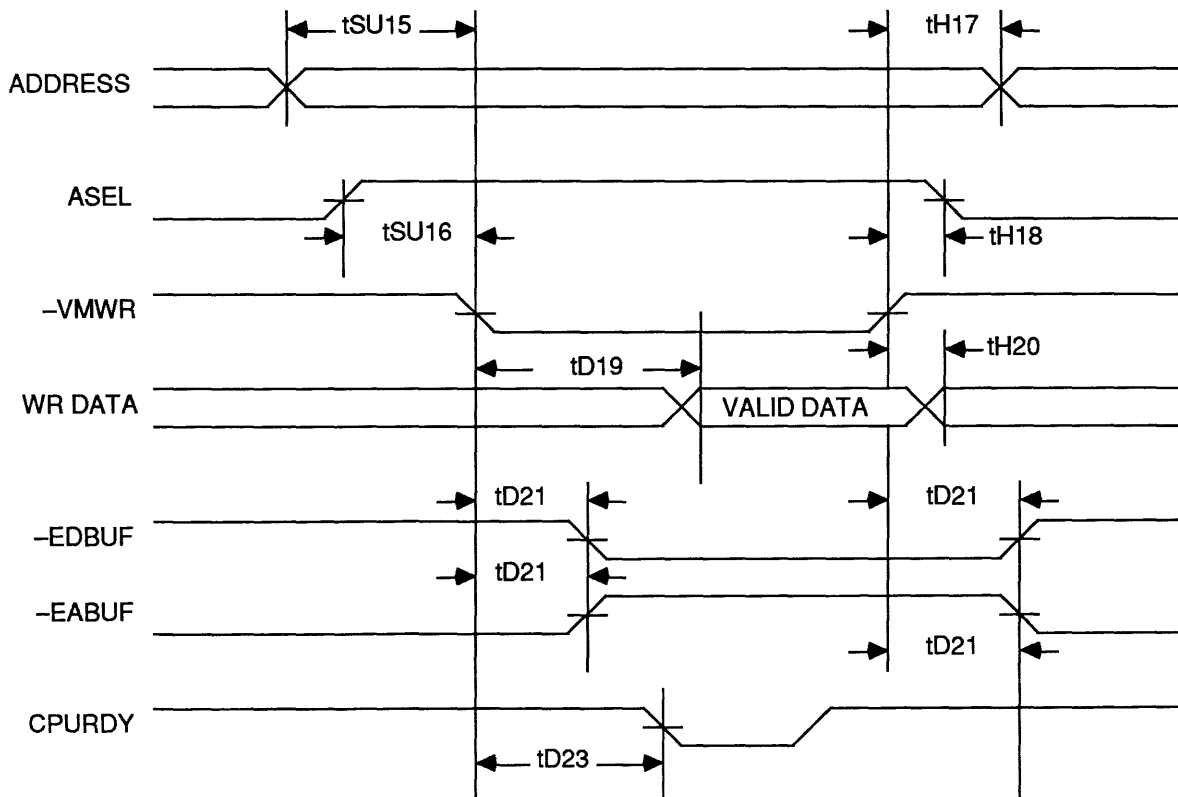 tSU15
tH17
ADDRESS
ASEL
tSU16
tH18
–VMWR
tD19
tH20
WR DATA
VALID DATA
tD21
tD21
–EDBUF
tD21
–EABUF
tD21
CPURDY
tD23